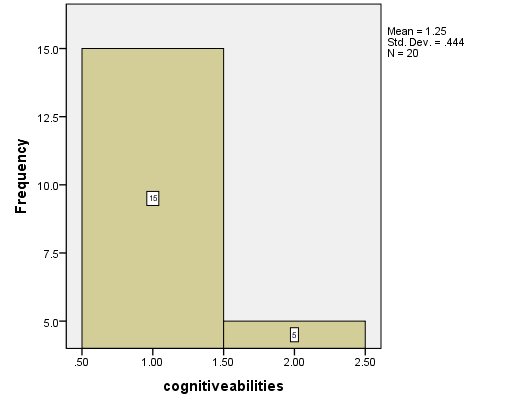 Mean = 1.25
Std. Dev. = .444
N = 20
Frequency
15.0
12.5
10.0
7.5
5.0
15
5
.50
1.00
1.50
2.00
2.50
cognitiveabilities